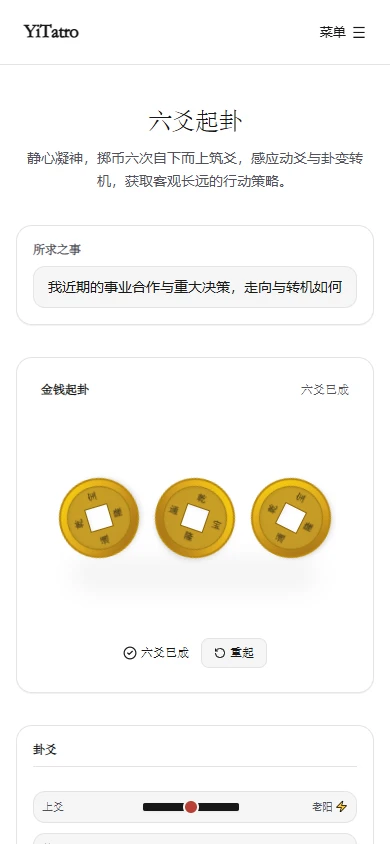 YiTatro
菜单
六爻起卦
静心凝神，掷币六次自下而上筑爻，感应动爻与卦变转
机，获取客观长远的行动策略。
所求之事
我近期的事业合作与重大决策，走向与转机如何
金钱起卦
六爻已成
六爻已成
重起
卦爻
上爻
老阳